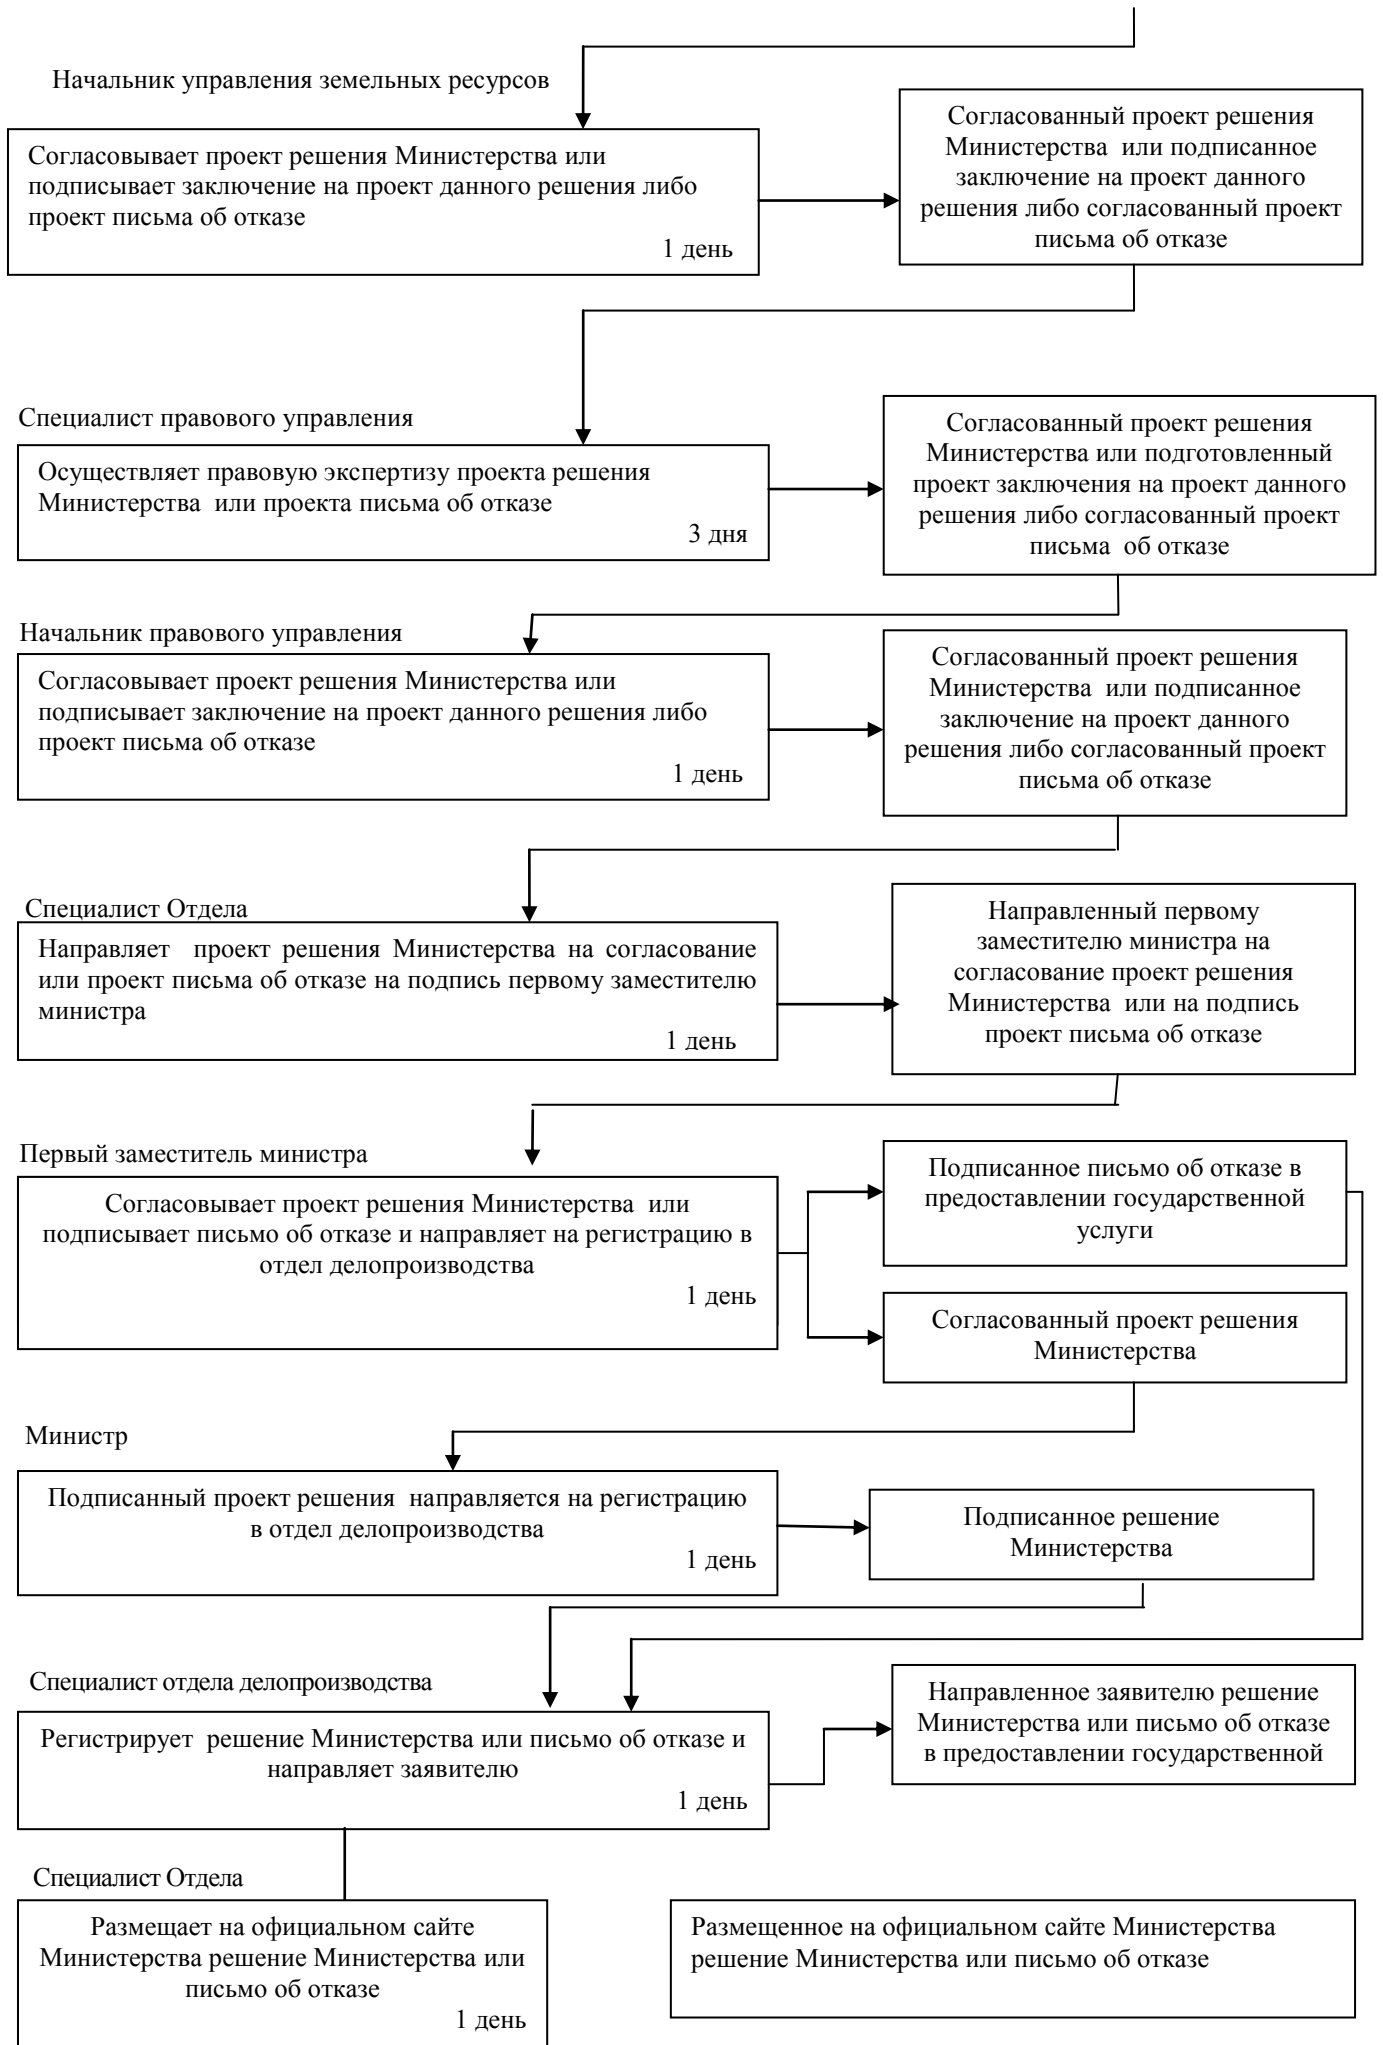 Начальник управления земельных ресурсов
Согласовывает проект решения Министерства или
подписывает заключение на проект данного решения либо
проект письма об отказе
1 день
Согласованный проект решения
Министерства или подписанное
заключение на проект данного
решения либо согласованный проект
письма об отказе
Специалист правового управления
Осуществляет правовую экспертизу проекта решения
Министерства или проекта письма об отказе
3 дня
Согласованный проект решения
Министерства или подготовленный
проект заключения на проект данного
решения либо согласованный проект
письма об отказе
Начальник правового управления
Согласовывает проект решения Министерства или
подписывает заключение на проект данного решения либо
проект письма об отказе
1 день
Согласованный проект решения
Министерства или подписанное
заключение на проект данного
решения либо согласованный проект
письма об отказе
Специалист Отдела
Направляет проект решения Министерства на согласование
или проект письма об отказе на подпись первому заместителю
министра
1 день
Направленный первому
заместителю министра на
согласование проект решения
Министерства или на подпись
проект письма об отказе
Первый заместитель министра
Согласовывает проект решения Министерства или
подписывает письмо об отказе и направляет на регистрацию в
отдел делопроизводства
1 день
Подписанное письмо об отказе в
предоставлении государственной
услуги
Согласованный проект решения
Министерства
Министр
Подписанный проект решения направляется на регистрацию
в отдел делопроизводства
1 день
Подписанное решение
Министерства
Специалист отдела делопроизводства
Регистрирует решение Министерства или письмо об отказе и
направляет заявителю
1 день
Направленное заявителю решение
Министерства или письмо об отказе
в предоставлении государственной
Специалист Отдела
Размещает на официальном сайте
Министерства решение Министерства или
письмо об отказе
1 день
Размещенное на официальном сайте Министерства
решение Министерства или письмо об отказе